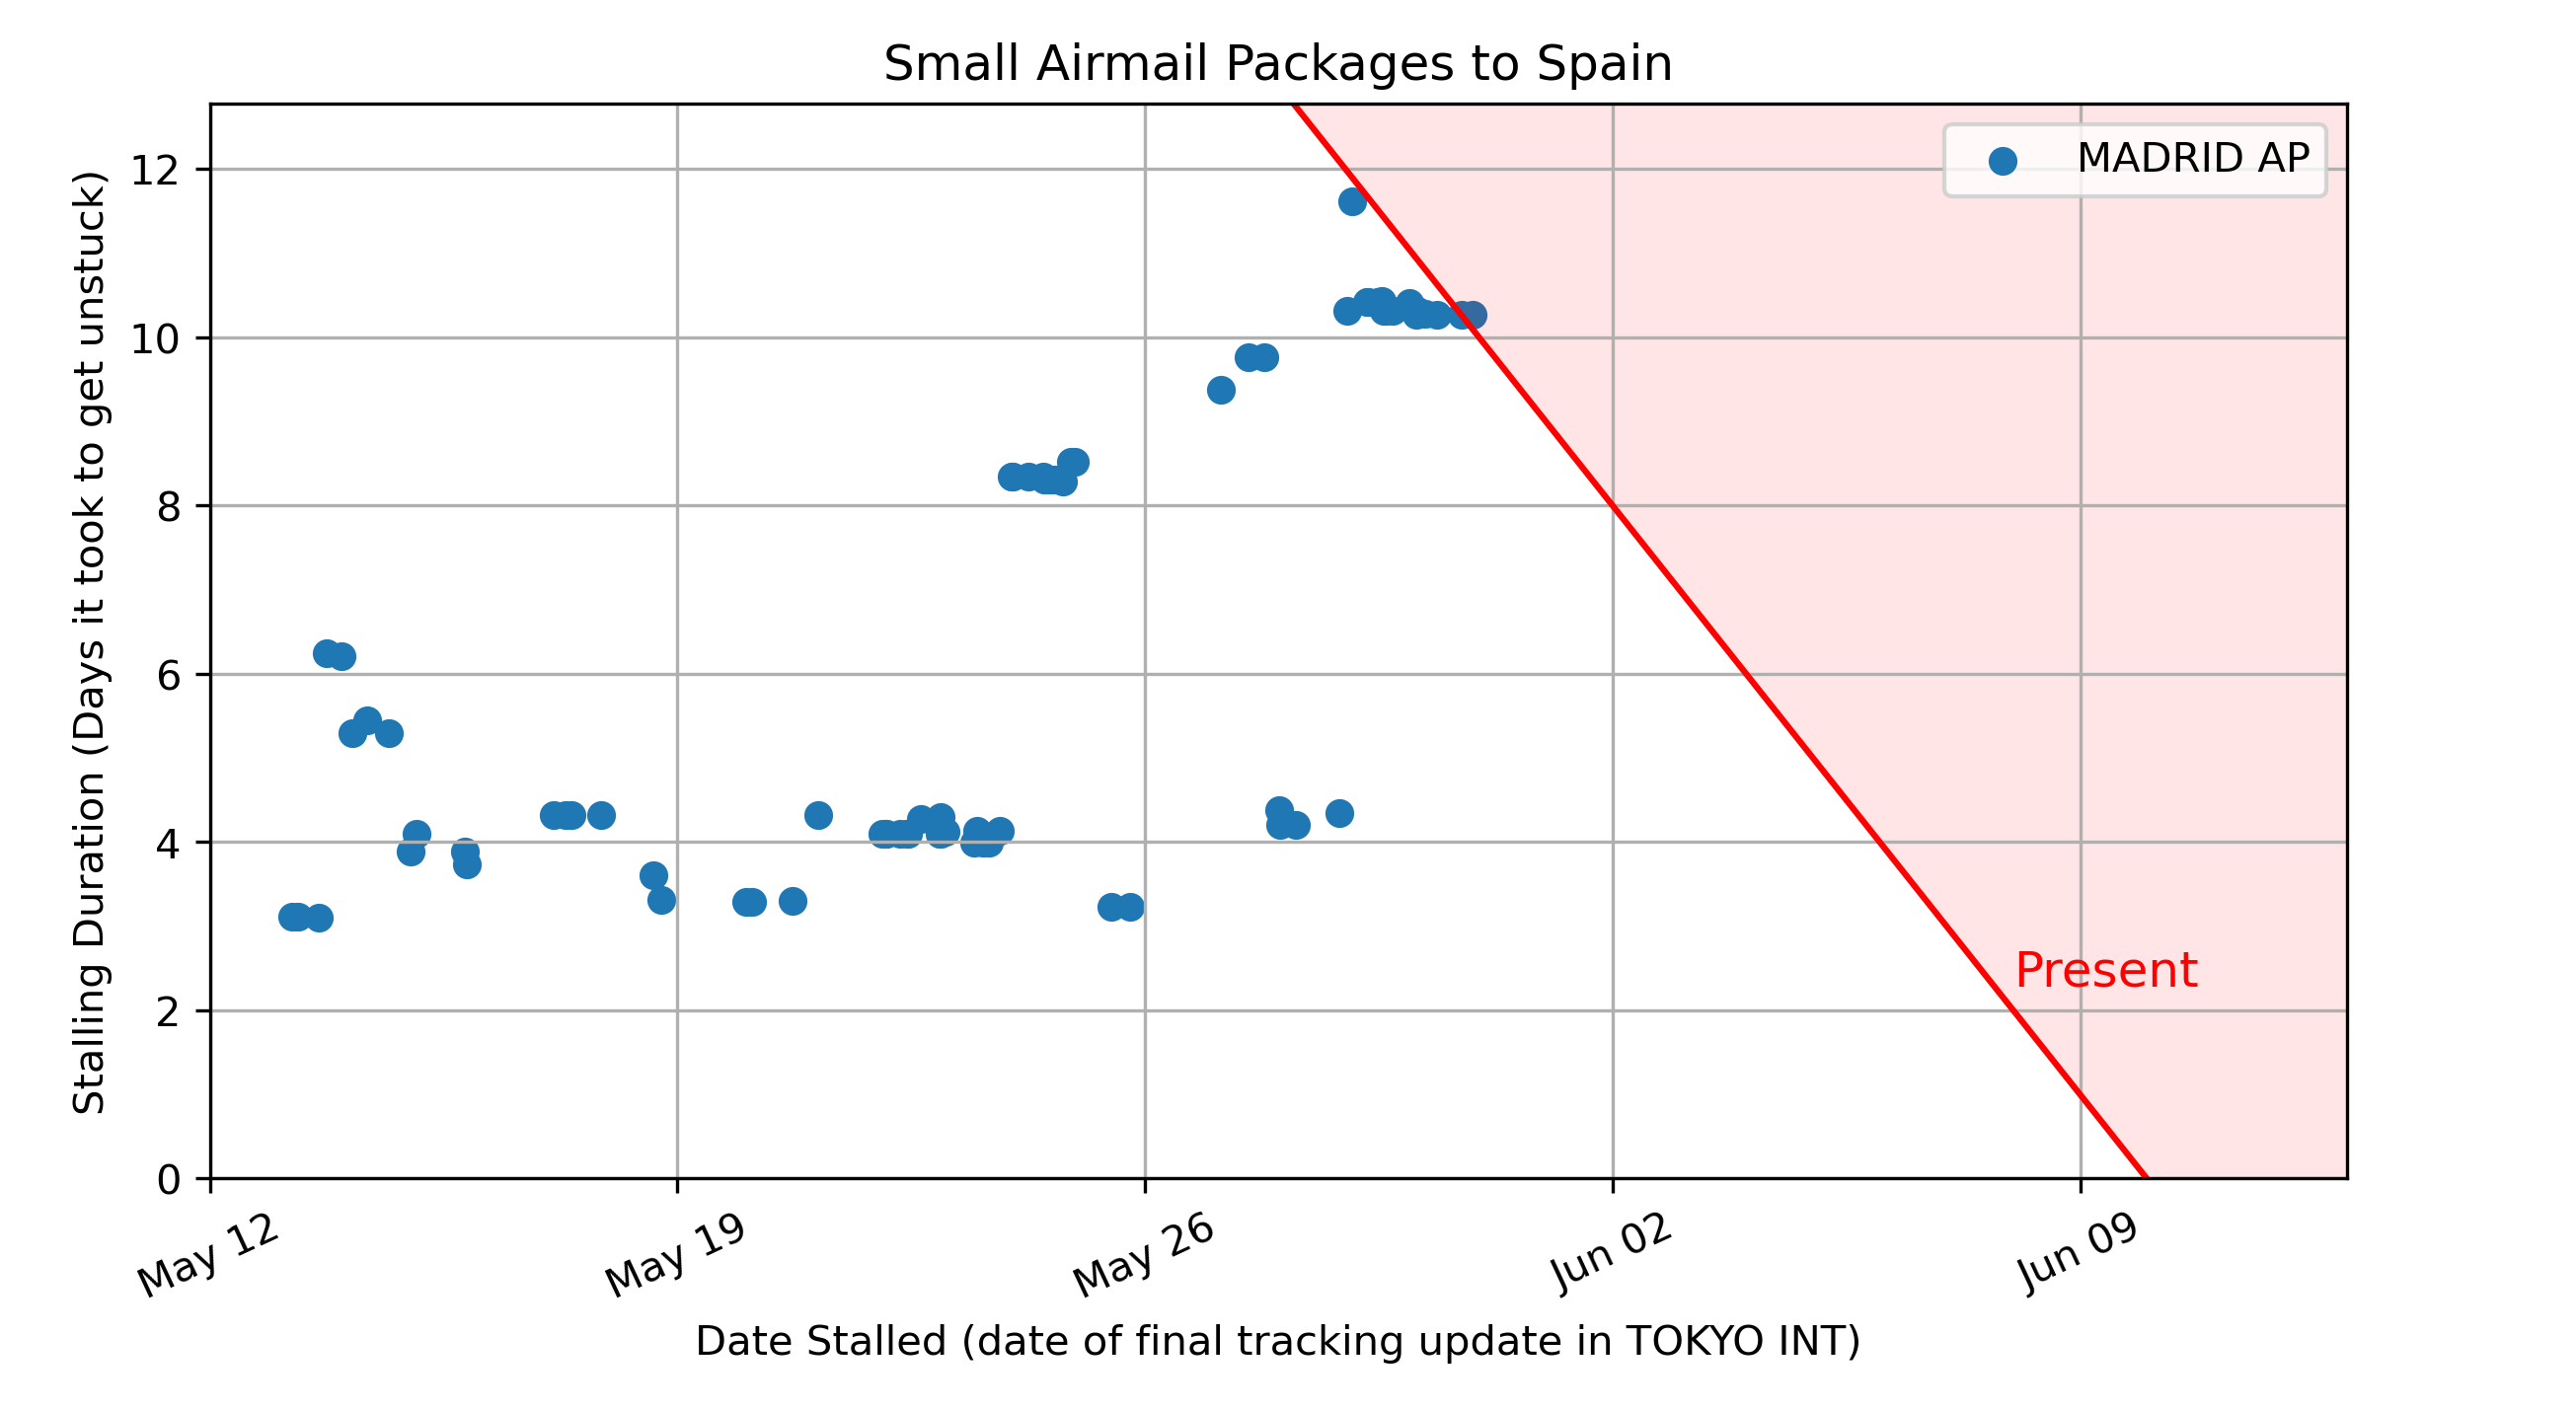 Small Airmail Packages to Spain
MADRID AP
Stalling Duration (Days it took to get unstuck)
12
10
8
6
4
2
0
Present
May 12
May 19
May 26
Jun 02
Jun 09
Date Stalled (date of final tracking update in TOKYO INT)